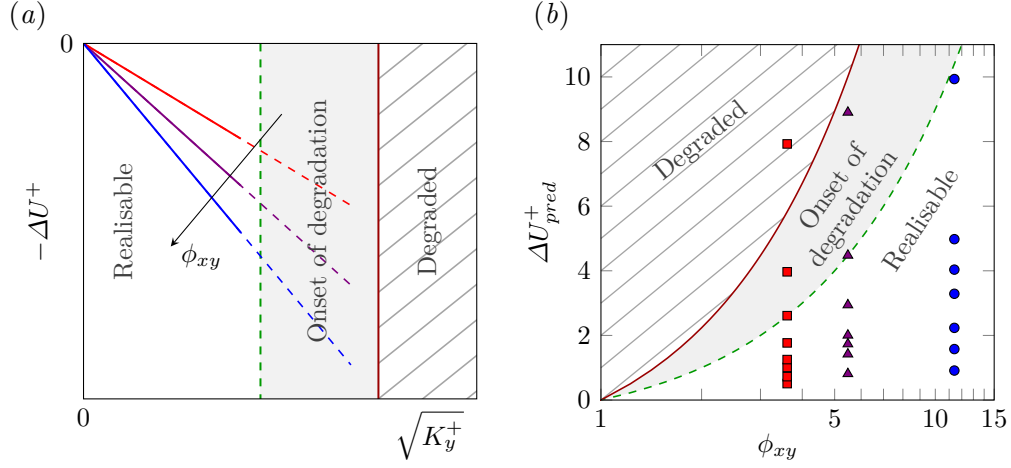 (a)
0
−ΔU⁺
Realisable
Onset of degradation
Degraded
ϕxy
0
√K⁺y
(b)
10
8
6
4
2
0
ΔU⁺pred
Degraded
Onset of
degradation
Realisable
1
5
10
15
ϕxy